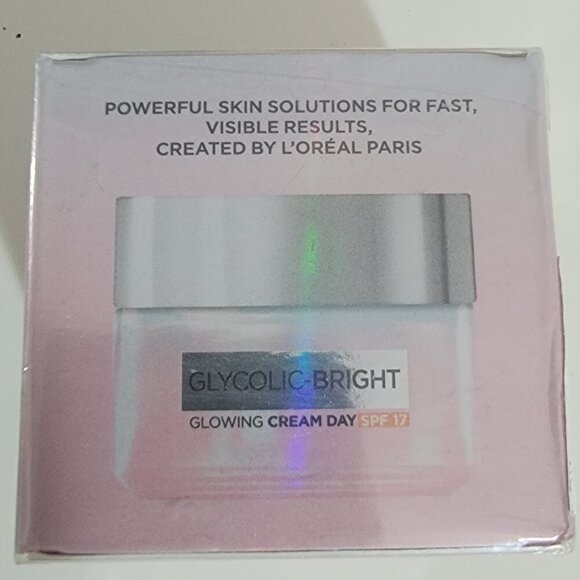 POWERFUL SKIN SOLUTIONS FOR FAST,
VISIBLE RESULTS,
CREATED BY L'ORÉAL PARIS
GLYCOLIC-BRIGHT
GLOWING CREAM DAY SPF 17